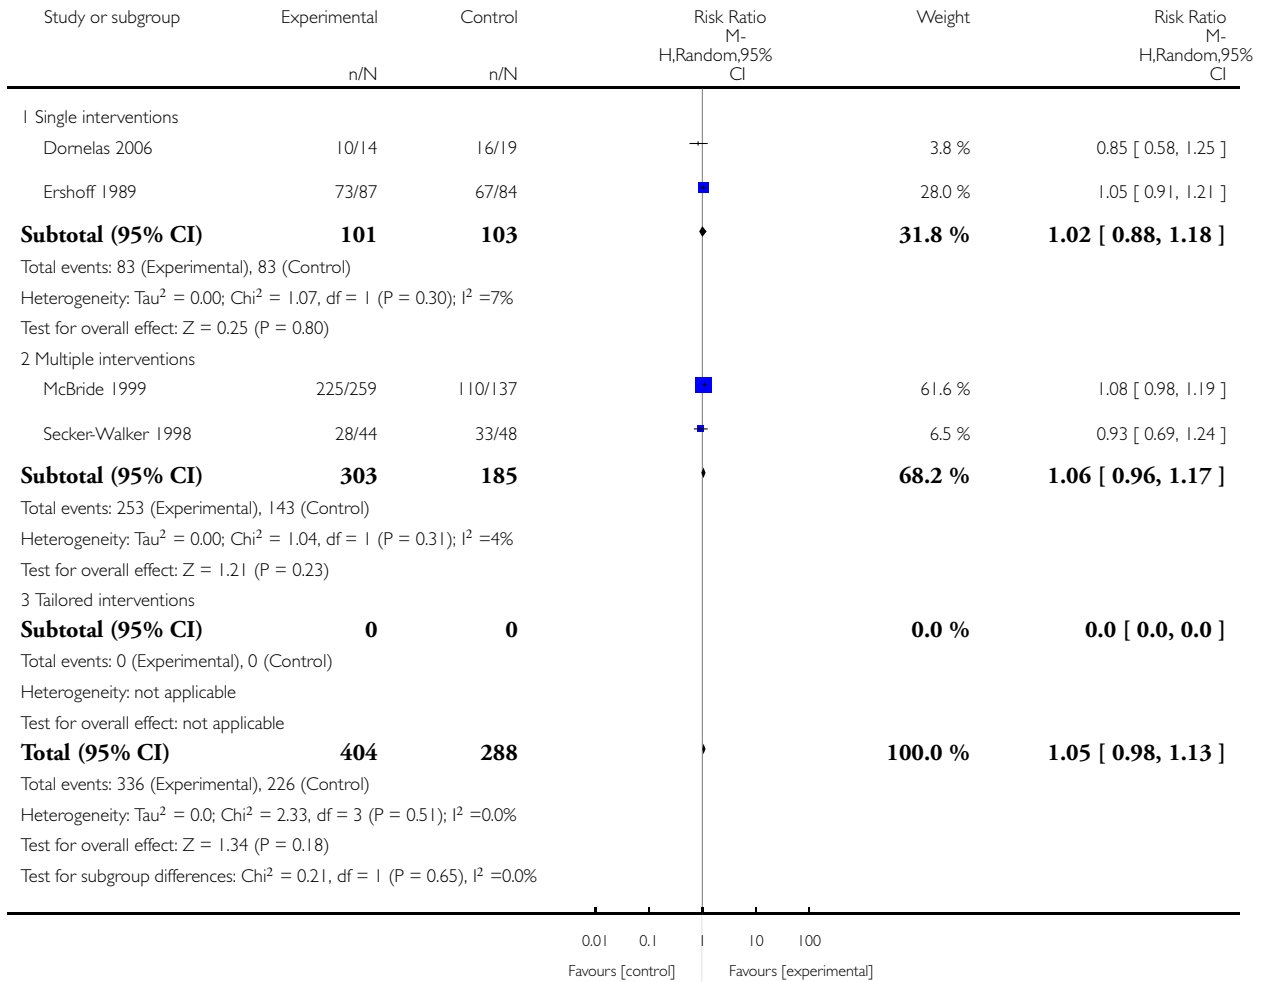 Study or subgroup Experimental Control Risk Ratio Weight Risk Ratio
M- M-
H,Random,95% H,Random,95%
n/N n/N CI CI
1 Single interventions
Dornelas 2006 10/14 16/19 3.8 % 0.85 [ 0.58, 1.25 ]
Ershoff 1989 73/87 67/84 28.0 % 1.05 [ 0.91, 1.21 ]
Subtotal (95% CI) 101 103 31.8 % 1.02 [ 0.88, 1.18 ]
Total events: 83 (Experimental), 83 (Control)
Heterogeneity: Tau² = 0.00; Chi² = 1.07, df = 1 (P = 0.30); I² =7%
Test for overall effect: Z = 0.25 (P = 0.80)
2 Multiple interventions
McBride 1999 225/259 110/137 61.6 % 1.08 [ 0.98, 1.19 ]
Secker-Walker 1998 28/44 33/48 6.5 % 0.93 [ 0.69, 1.24 ]
Subtotal (95% CI) 303 185 68.2 % 1.06 [ 0.96, 1.17 ]
Total events: 253 (Experimental), 143 (Control)
Heterogeneity: Tau² = 0.00; Chi² = 1.04, df = 1 (P = 0.31); I² =4%
Test for overall effect: Z = 1.21 (P = 0.23)
3 Tailored interventions
Subtotal (95% CI) 0 0 0.0 % 0.0 [ 0.0, 0.0 ]
Total events: 0 (Experimental), 0 (Control)
Heterogeneity: not applicable
Test for overall effect: not applicable
Total (95% CI) 404 288 100.0 % 1.05 [ 0.98, 1.13 ]
Total events: 336 (Experimental), 226 (Control)
Heterogeneity: Tau² = 0.0; Chi² = 2.33, df = 3 (P = 0.51); I² =0.0%
Test for overall effect: Z = 1.34 (P = 0.18)
Test for subgroup differences: Chi² = 0.21, df = 1 (P = 0.65), I² =0.0%
0.01 0.1 1 10 100
Favours [control] Favours [experimental]